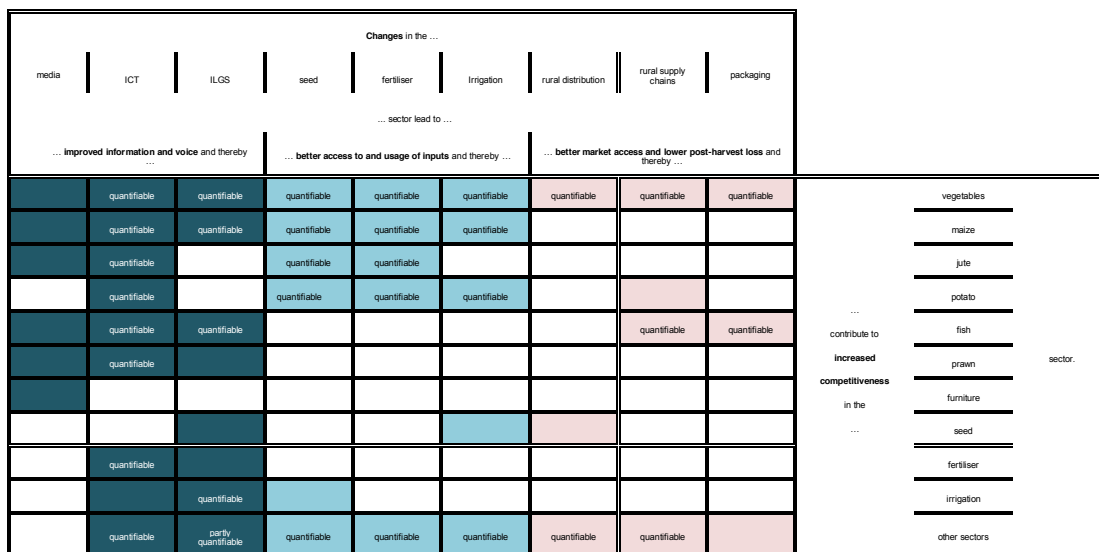 Changes in the …
media ICT ILGS seed fertiliser Irrigation rural distribution rural supply chains packaging
… sector lead to …
… improved information and voice and thereby …
… better access to and usage of inputs and thereby …
… better market access and lower post-harvest loss and thereby …
quantifiable quantifiable quantifiable quantifiable quantifiable quantifiable quantifiable quantifiable vegetables
quantifiable quantifiable quantifiable quantifiable quantifiable maize
quantifiable quantifiable quantifiable jute
quantifiable quantifiable quantifiable quantifiable potato
quantifiable quantifiable quantifiable quantifiable fish
quantifiable prawn
furniture
seed
quantifiable fertiliser
quantifiable irrigation
quantifiable partly quantifiable quantifiable quantifiable quantifiable quantifiable quantifiable other sectors
…
contribute to
increased
competitiveness
in the
…
sector.